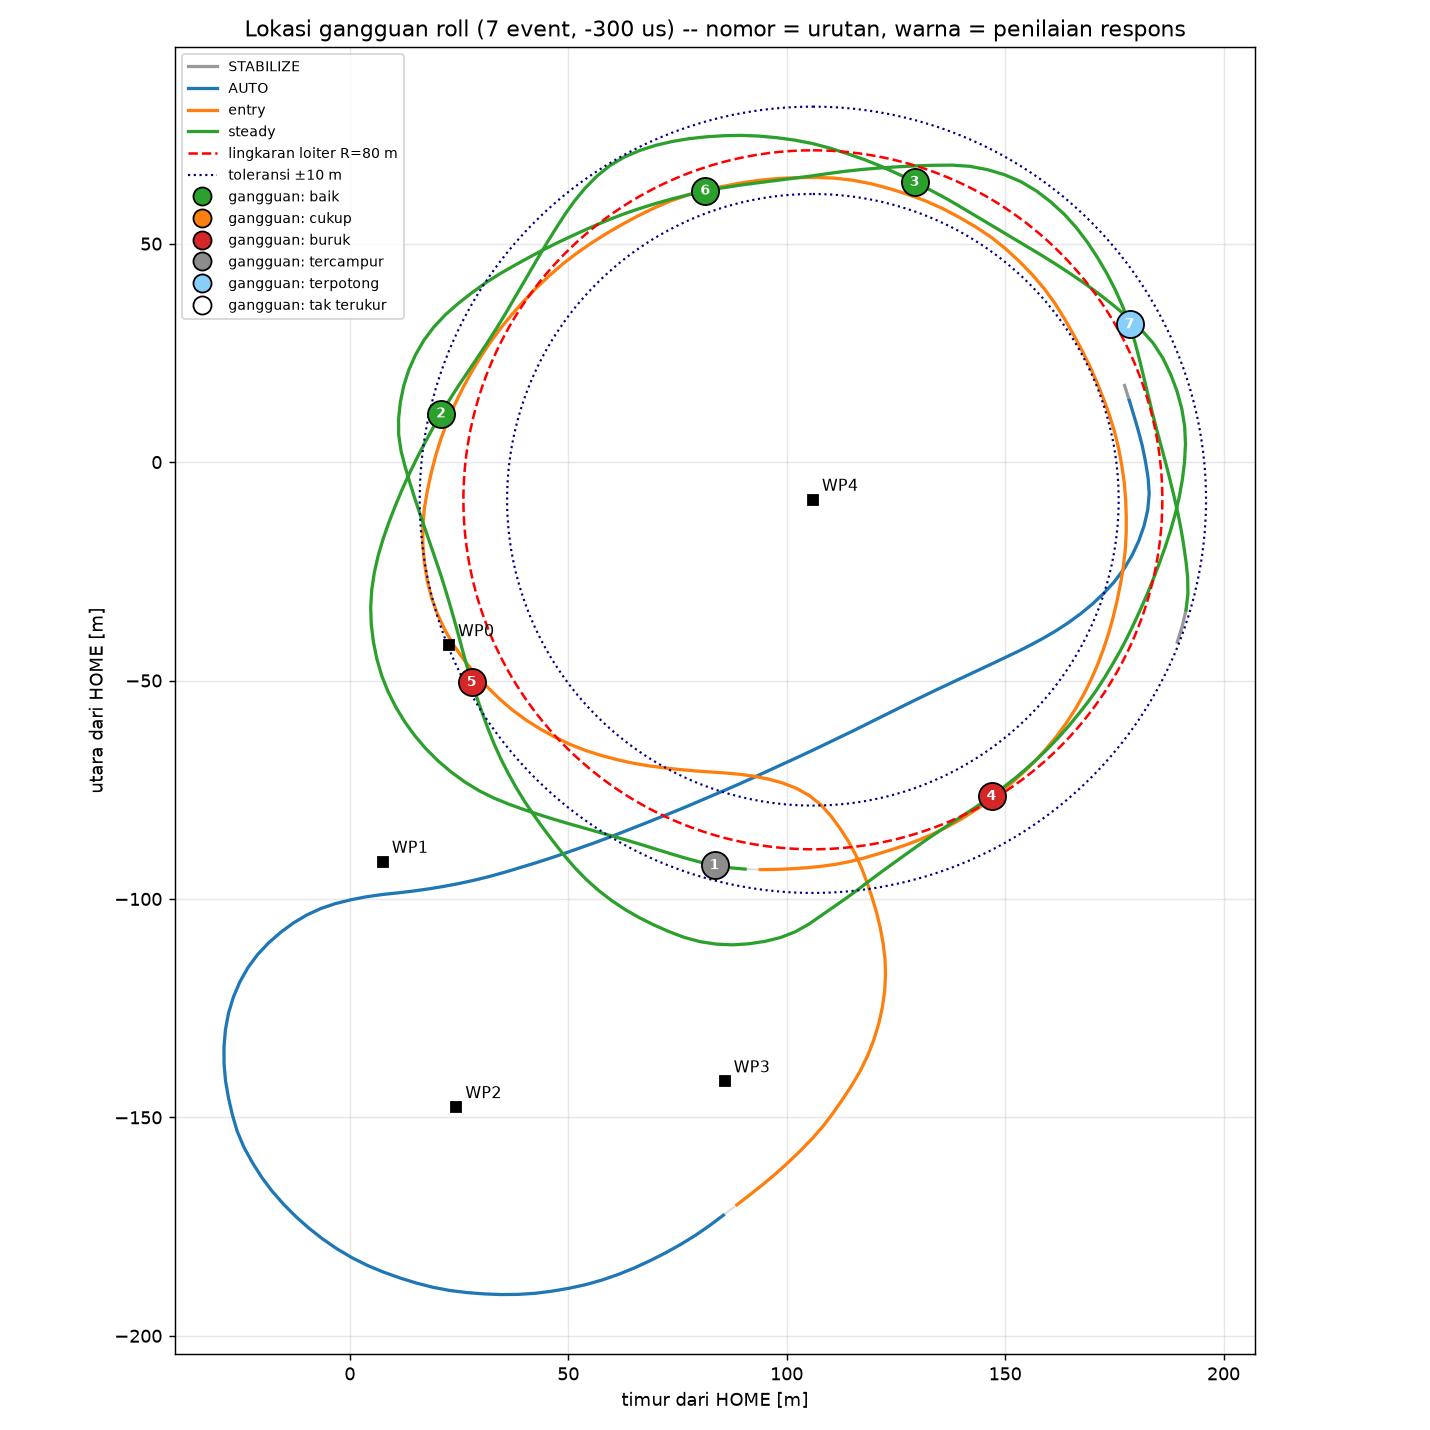 Lokasi gangguan roll (7 event, -300 us) -- nomor = urutan, warna = penilaian respons
STABILIZE
AUTO
entry
steady
lingkaran loiter R=80 m
toleransi ±10 m
gangguan: baik
gangguan: cukup
gangguan: buruk
gangguan: tercampur
gangguan: terpotong
gangguan: tak terukur
6
3
7
2
WP4
WP0
5
4
WP1
1
WP3
WP2
50
0
−50
−100
−150
−200
utara dari HOME [m]
0
50
100
150
200
timur dari HOME [m]